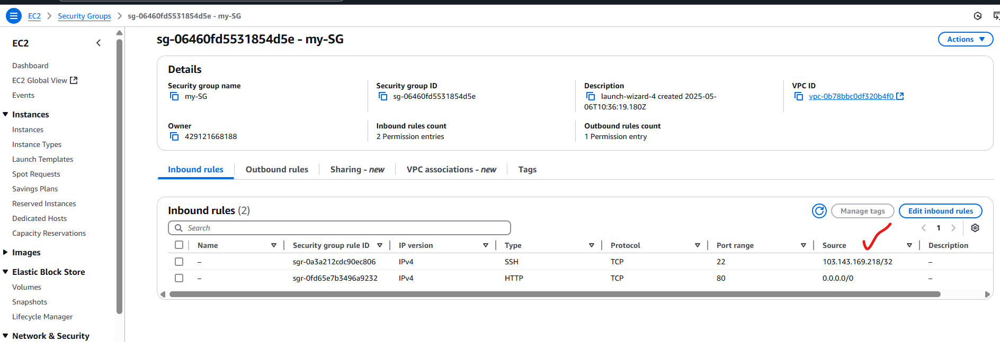 EC2 > Security Groups > sg-06460fd5531854d5e - my-SG
EC2
Dashboard
EC2 Global View
Events
Instances
Instances
Instance Types
Launch Templates
Spot Requests
Savings Plans
Reserved Instances
Dedicated Hosts
Capacity Reservations
Images
Elastic Block Store
Volumes
Snapshots
Lifecycle Manager
Network & Security
sg-06460fd5531854d5e - my-SG
Actions
Details
Security group name
my-SG
Security group ID
sg-06460fd5531854d5e
Description
launch-wizard-4 created 2025-05-
06T10:36:19.180Z
VPC ID
vpc-0b78bbc0df320b4f0
Owner
429121668188
Inbound rules count
2 Permission entries
Outbound rules count
1 Permission entry
Inbound rules Outbound rules Sharing - new VPC associations - new Tags
Inbound rules (2)
Manage tags Edit inbound rules
Search
1
Name Security group rule ID IP version Type Protocol Port range Source Description
– sgr-0a3a212cdc90ec806 IPv4 SSH TCP 22 103.143.169.218/32 –
– sgr-0fd65e7b3496a9232 IPv4 HTTP TCP 80 0.0.0.0/0 –